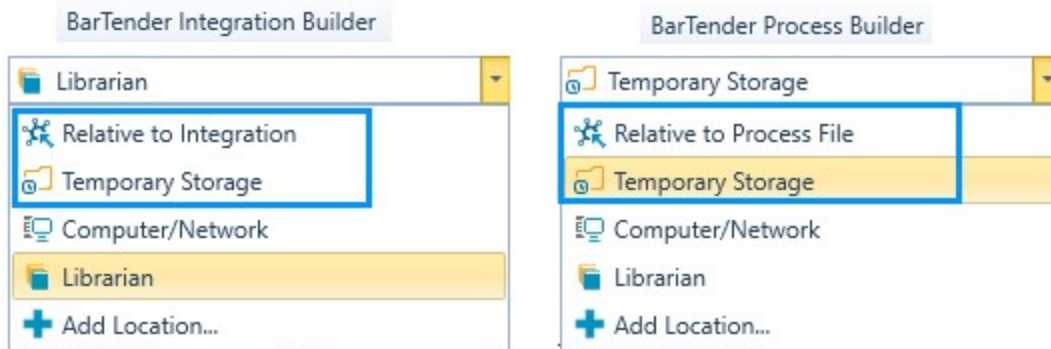 BarTender Integration Builder
Librarian
Relative to Integration
Temporary Storage
Computer/Network
Librarian
Add Location...
BarTender Process Builder
Temporary Storage
Relative to Process File
Temporary Storage
Computer/Network
Librarian
Add Location...